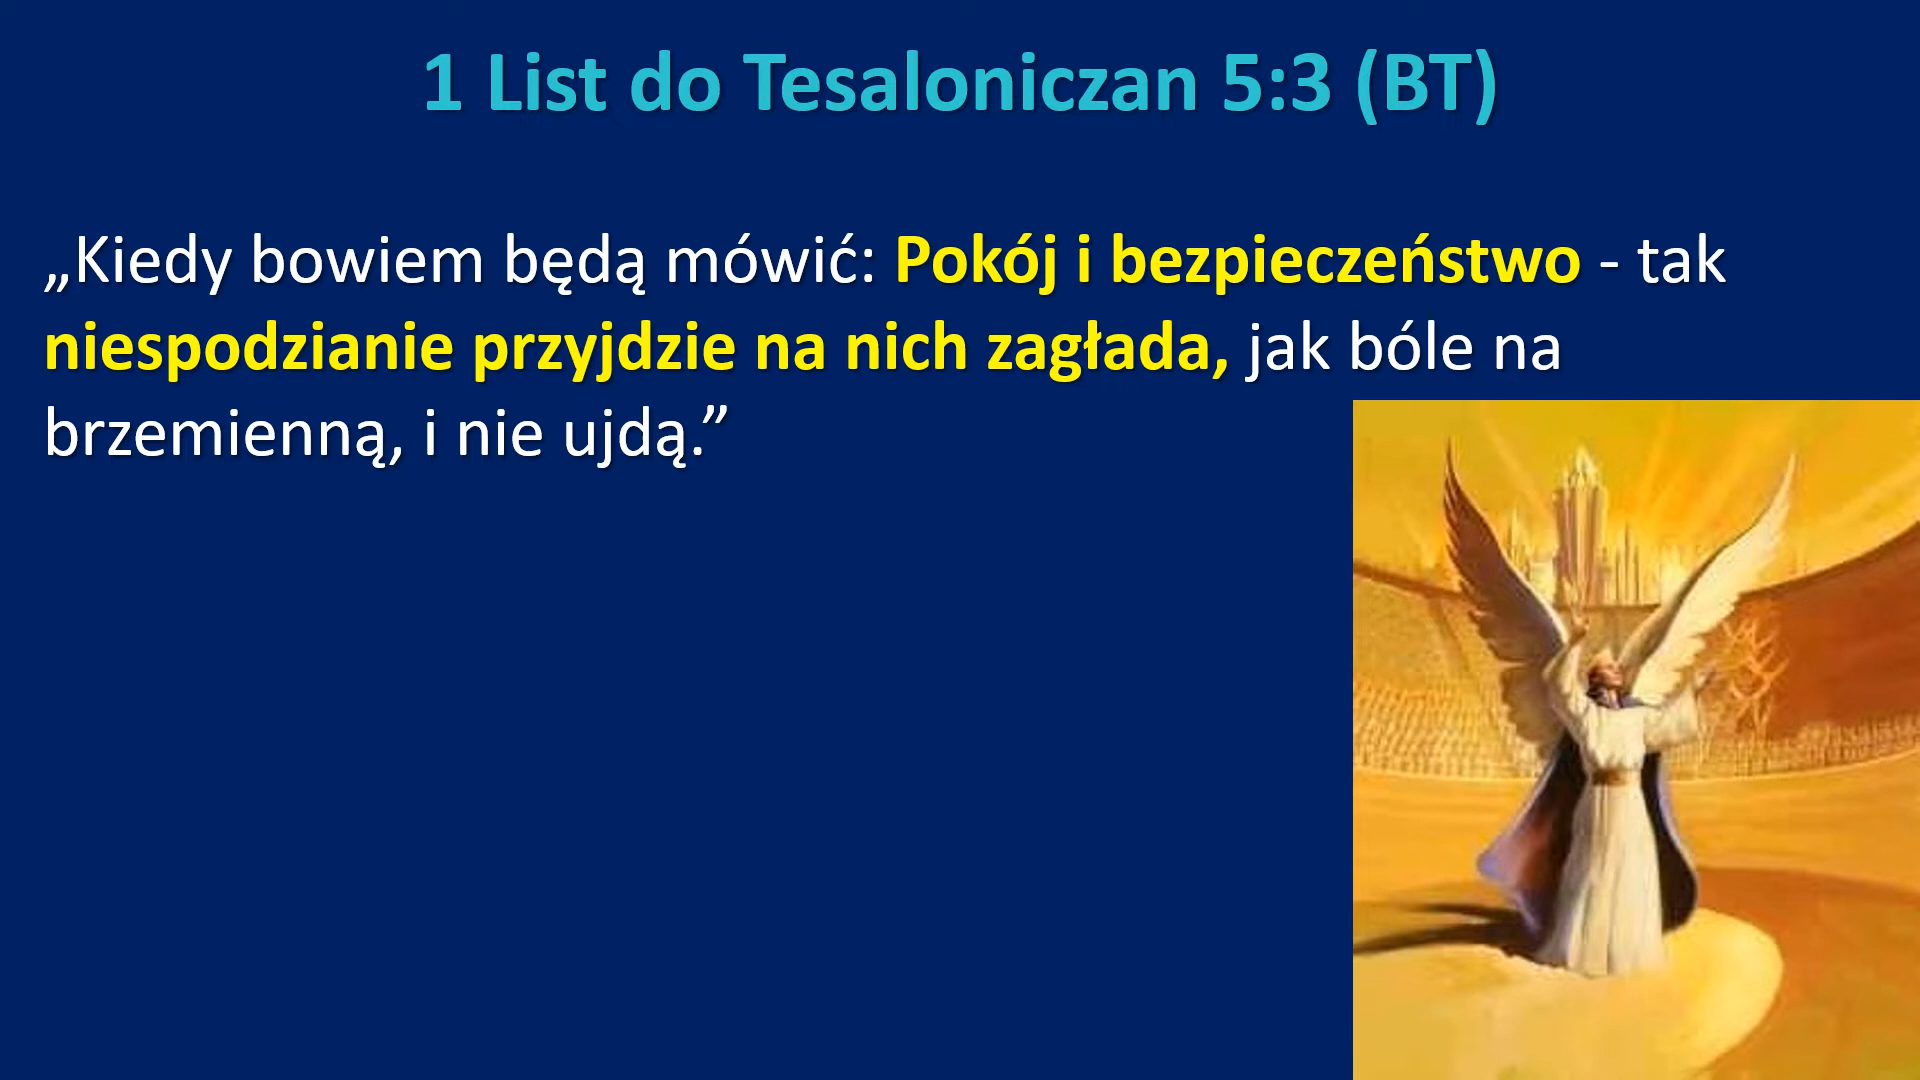 1 List do Tesaloniczan 5:3 (BT)
„Kiedy bowiem będą mówić: Pokój i bezpieczeństwo - tak
niespodzianie przyjdzie na nich zagłada, jak bóle na
brzemienną, i nie ujdą.”